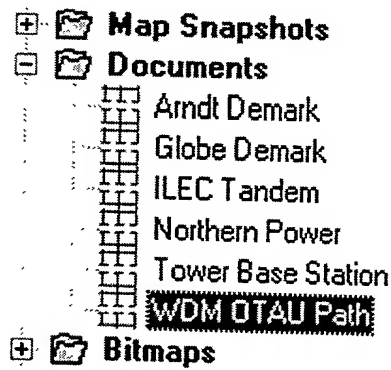 Map Snapshots
Documents
Arndt Demark
Globe Demark
ILEC Tandem
Northern Power
Tower Base Station
WDM OTAU Path
Bitmaps